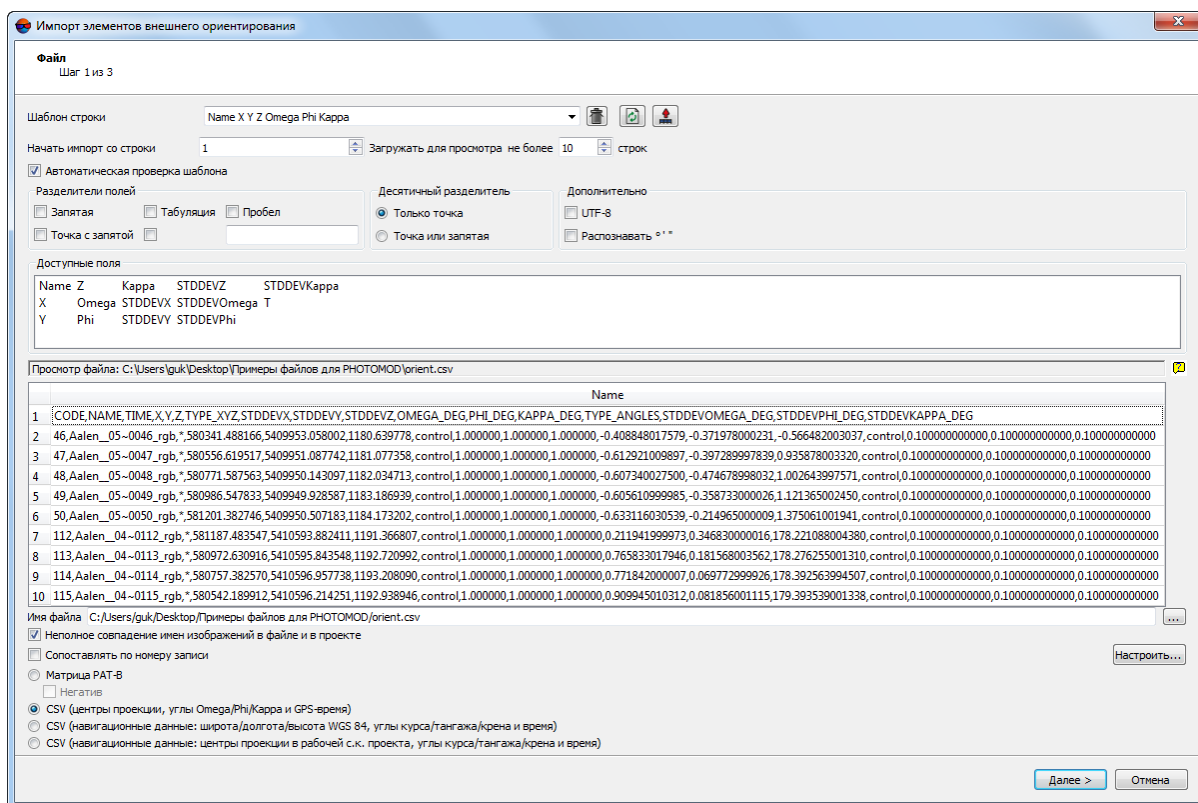 Импорт элементов внешнего ориентирования
Файл
Шаг 1 из 3
Шаблон строки Name X Y Z Omega Phi Kappa
Начать импорт со строки 1 Загружать для просмотра не более 10 строк
Автоматическая проверка шаблона
Разделители полей Десятичный разделитель Дополнительно
Запятая Табуляция Пробел Только точка UTF-8
Точка с запятой Точка или запятая Распознавать ° ' "
Доступные поля
Name Z Kappa STDDEVZ STDDEVKappa
X Omega STDDEVX STDDEVOmega T
Y Phi STDDEVY STDDEVPhi
Просмотр файла: C:\Users\guk\Desktop\Примеры файлов для PHOTOMOD\orient.csv
Name
1 CODE,NAME,TIME,X,Y,Z,TYPE_XYZ,STDDEVX,STDDEVY,STDDEVZ,OMEGA_DEG,PHI_DEG,KAPPA_DEG,TYPE_ANGLES,STDDEVOMEGA_DEG,STDDEVPHI_DEG,STDDEVKAPPA_DEG
2 46,Aalen__05~0046_rgb,*,580341.488166,5409953.058002,1180.639778,control,1.000000,1.000000,1.000000,-0.408848017579,-0.371978000231,-0.566482003037,control,0.100000000000,0.100000000000,0.100000000000
3 47,Aalen__05~0047_rgb,*,580556.619517,5409951.087742,1181.077358,control,1.000000,1.000000,1.000000,-0.612921009897,-0.397289997839,0.935878003320,control,0.100000000000,0.100000000000,0.100000000000
4 48,Aalen__05~0048_rgb,*,580771.587563,5409950.143097,1182.034713,control,1.000000,1.000000,1.000000,-0.607340027500,-0.474678998032,1.002643997571,control,0.100000000000,0.100000000000,0.100000000000
5 49,Aalen__05~0049_rgb,*,580986.547833,5409949.928587,1183.186939,control,1.000000,1.000000,1.000000,-0.605610999985,-0.358733000026,1.121365002450,control,0.100000000000,0.100000000000,0.100000000000
6 50,Aalen__05~0050_rgb,*,581201.382746,5409950.507183,1184.173202,control,1.000000,1.000000,1.000000,-0.633116030539,-0.214965000009,1.375061001941,control,0.100000000000,0.100000000000,0.100000000000
7 112,Aalen__04~0112_rgb,*,581187.483547,5410593.882411,1191.366807,control,1.000000,1.000000,1.000000,0.211941999973,0.346830000016,178.221088004380,control,0.100000000000,0.100000000000,0.100000000000
8 113,Aalen__04~0113_rgb,*,580972.630916,5410595.843548,1192.720992,control,1.000000,1.000000,1.000000,0.765833017946,0.181568003562,178.276255001310,control,0.100000000000,0.100000000000,0.100000000000
9 114,Aalen__04~0114_rgb,*,580757.382570,5410596.957738,1193.208090,control,1.000000,1.000000,1.000000,0.771842000007,0.069772999926,178.392563994507,control,0.100000000000,0.100000000000,0.100000000000
10 115,Aalen__04~0115_rgb,*,580542.189912,5410596.214251,1192.938946,control,1.000000,1.000000,1.000000,0.909945010312,0.081856001115,179.393539001338,control,0.100000000000,0.100000000000,0.100000000000
Имя файла C:/Users/guk/Desktop/Примеры файлов для PHOTOMOD/orient.csv ...
Неполное совпадение имен изображений в файле и в проекте
Сопоставлять по номеру записи Настроить...
Матрица PAT-B
Негатив
CSV (центры проекции, углы Omega/Phi/Kappa и GPS-время)
CSV (навигационные данные: широта/долгота/высота WGS 84, углы курса/тангажа/крена и время)
CSV (навигационные данные: центры проекции в рабочей с.к. проекта, углы курса/тангажа/крена и время)
Далее > Отмена